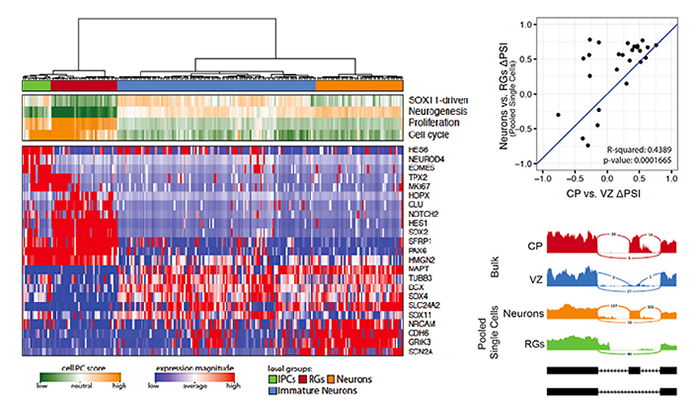 SOX11-driven
Neurogenesis
Proliferation
Cell cycle
HES6
NEUROD4
EOMES
TPX2
MKI67
HOPX
CLU
NOTCH2
HES1
SOX2
SFRP1
PAX6
HMGN2
MAPT
TUBB3
DCX
SOX4
SLC24A2
SOX11
NRCAM
CDH6
GRIK3
SCN2A
cell PC score
low neutral high
expression magnitude
low average high
level groups:
IPCs RGs Neurons
Immature Neurons
Neurons vs. RGs ΔPSI
(Pooled Single Cells)
1.0
0.5
0.0
−0.5
−1.0
R-squared: 0.4389
p-value: 0.0001665
−1.0 −0.5 0.0 0.5 1.0
CP vs. VZ ΔPSI
Bulk
CP
VZ
Pooled
Single Cells
Neurons
RGs